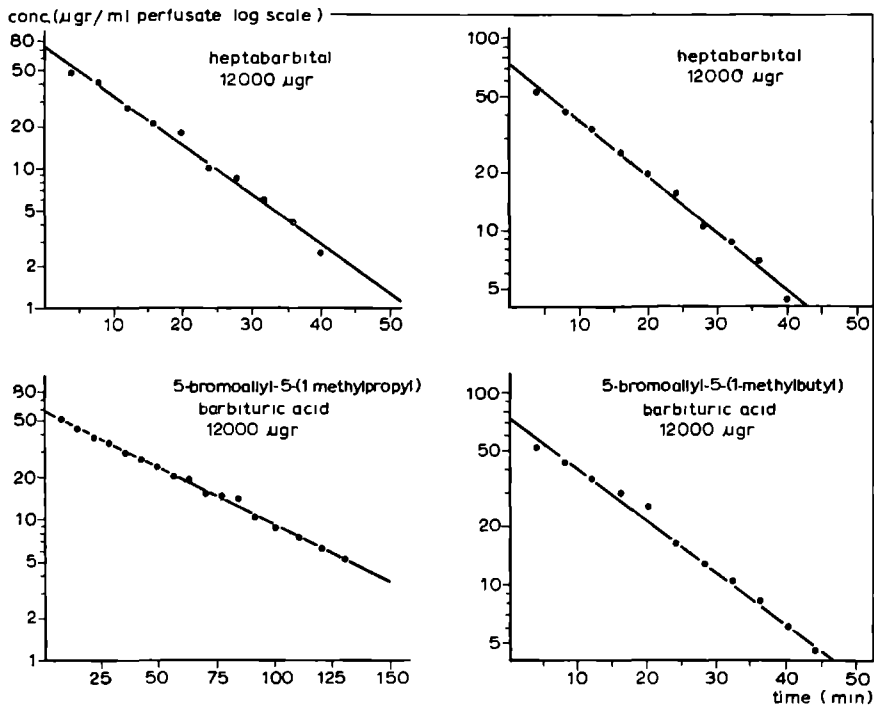 conc.(µgr/ml perfusate log scale)
heptabarbital
12000 µgr
80
50
20
10
5
2
1
10 20 30 40 50
heptabarbital
12000 µgr
100
50
20
10
5
10 20 30 40 50
5-bromoallyl-5-(1 methylpropyl)
barbituric acid
12000 µgr
80
50
20
10
5
2
1
25 50 75 100 125 150
5-bromoallyl-5-(1-methylbutyl)
barbituric acid
12000 µgr
100
50
20
10
5
10 20 30 40 50
time (min)